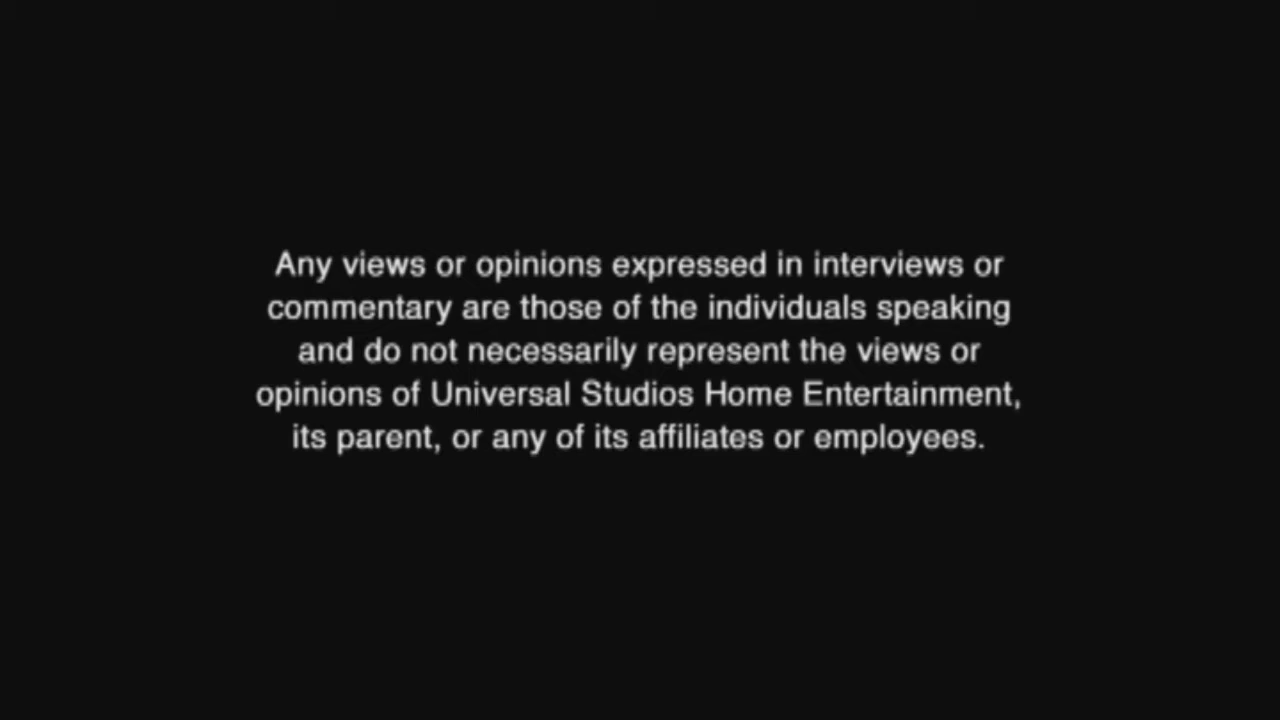 Any views or opinions expressed in interviews or
commentary are those of the individuals speaking
and do not necessarily represent the views or
opinions of Universal Studios Home Entertainment,
its parent, or any of its affiliates or employees.